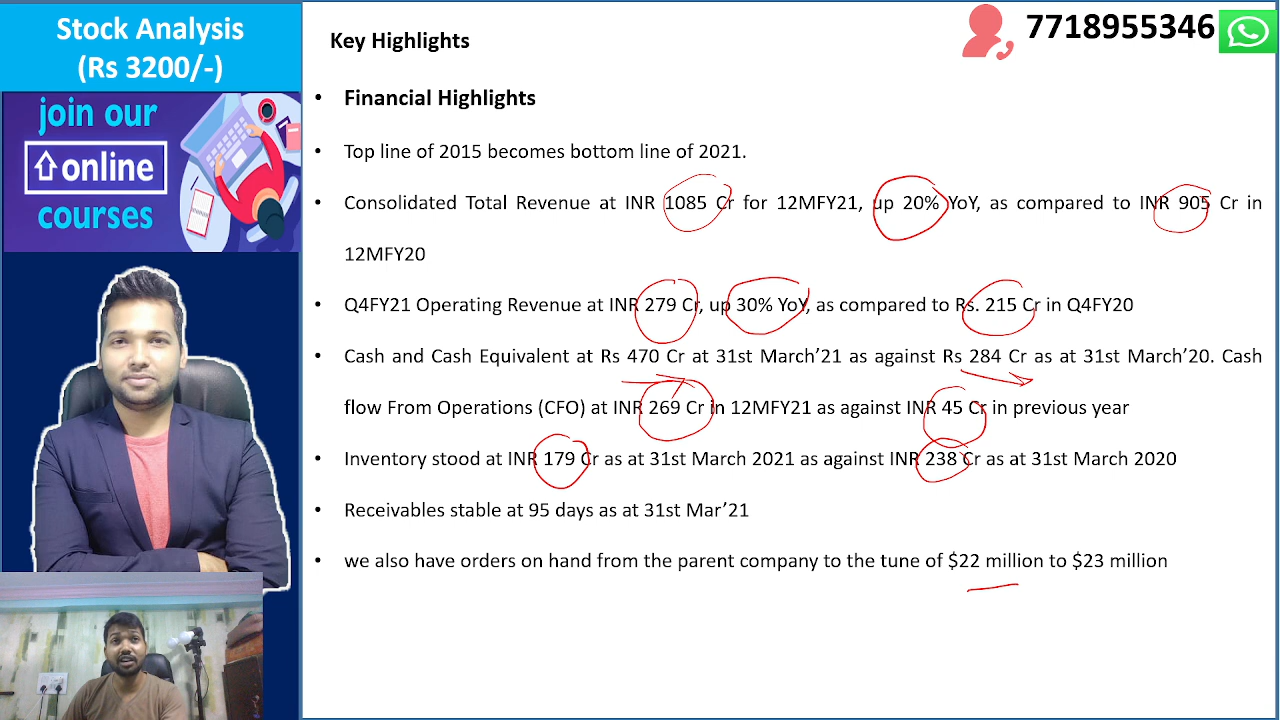 Stock Analysis
(Rs 3200/-)
join our
online
courses
7718955346
Key Highlights
• Financial Highlights
• Top line of 2015 becomes bottom line of 2021.
• Consolidated Total Revenue at INR 1085 Cr for 12MFY21, up 20% YoY, as compared to INR 905 Cr in
12MFY20
• Q4FY21 Operating Revenue at INR 279 Cr, up 30% YoY, as compared to Rs. 215 Cr in Q4FY20
• Cash and Cash Equivalent at Rs 470 Cr at 31st March’21 as against Rs 284 Cr as at 31st March’20. Cash
flow From Operations (CFO) at INR 269 Cr in 12MFY21 as against INR 45 Cr in previous year
• Inventory stood at INR 179 Cr as at 31st March 2021 as against INR 238 Cr as at 31st March 2020
• Receivables stable at 95 days as at 31st Mar’21
• we also have orders on hand from the parent company to the tune of $22 million to $23 million